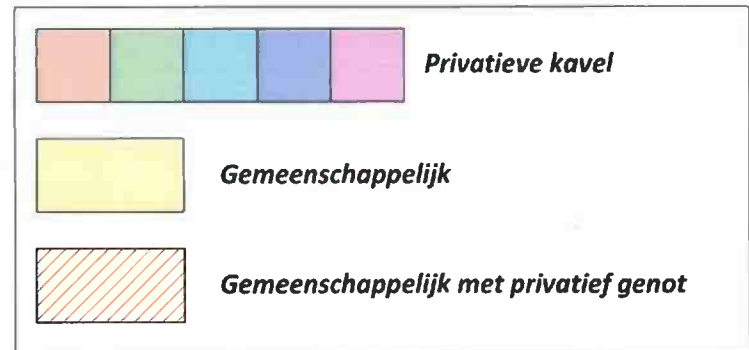 Privatieve kavel
Gemeenschappelijk
Gemeenschappelijk met privatief genot